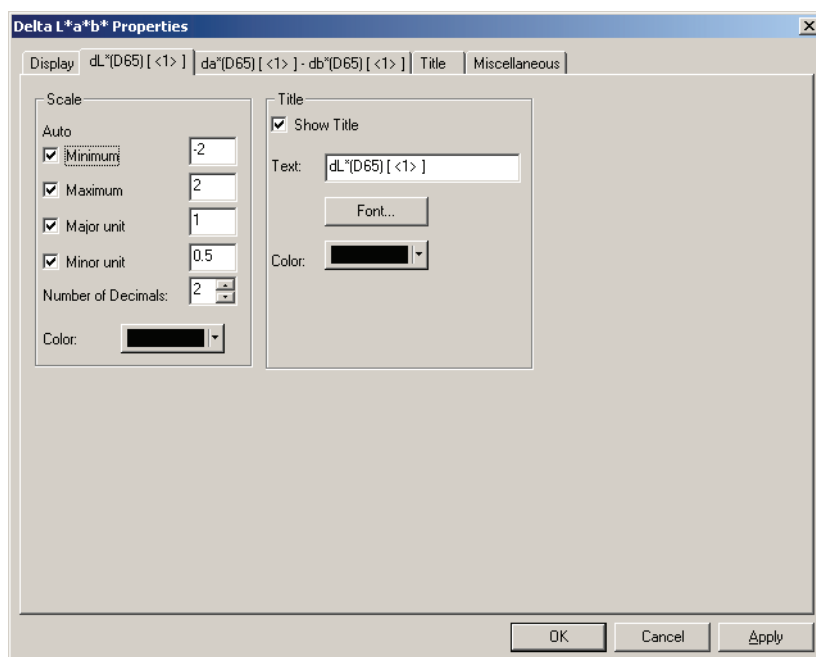 Delta L*a*b* Properties
Display dL*(D65) [ <1> ] da*(D65) [ <1> ] - db*(D65) [ <1> ] Title Miscellaneous
Scale
Auto
Minimum -2
Maximum 2
Major unit 1
Minor unit 0.5
Number of Decimals: 2
Color:
Title
Show Title
Text: dL*(D65) [ <1> ]
Font...
Color:
OK Cancel Apply